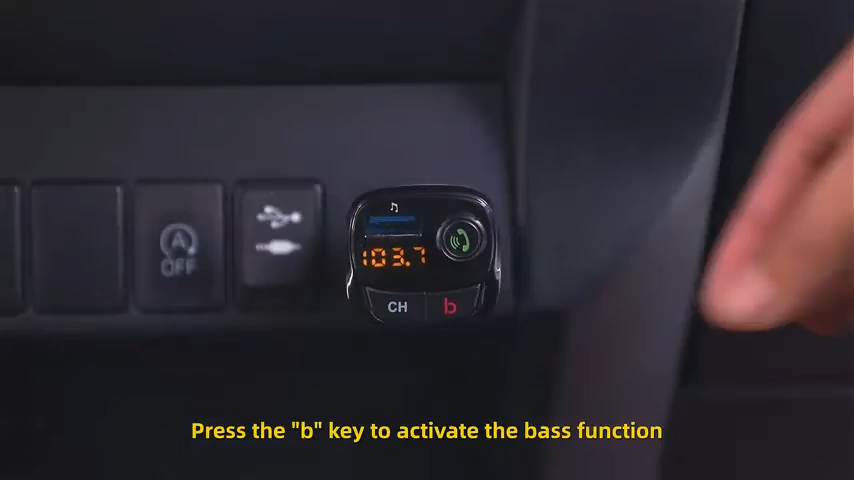 A
OFF
103.7
CH
b
Press the "b" key to activate the bass function